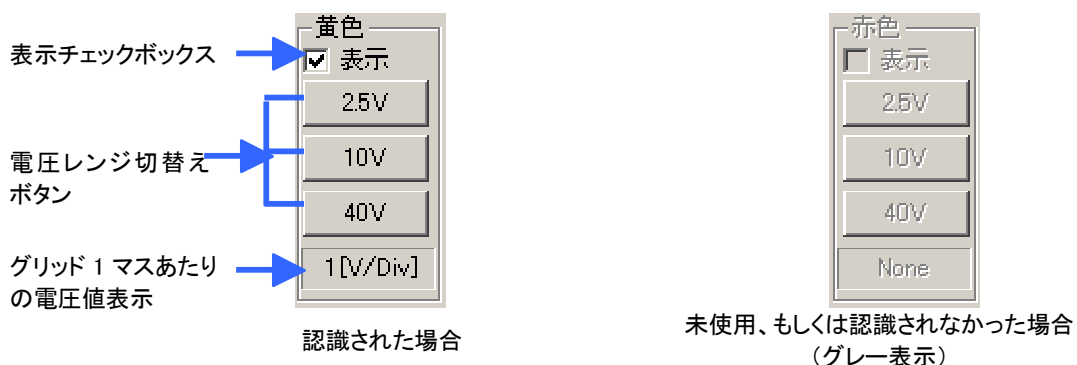 表示チェックボックス
電圧レンジ切替え
ボタン
グリッド 1 マスあたり
の電圧値表示
黄色
表示
2.5V
10V
40V
1[V/Div]
認識された場合
赤色
表示
2.5V
10V
40V
None
未使用、もしくは認識されなかった場合
（グレー表示）